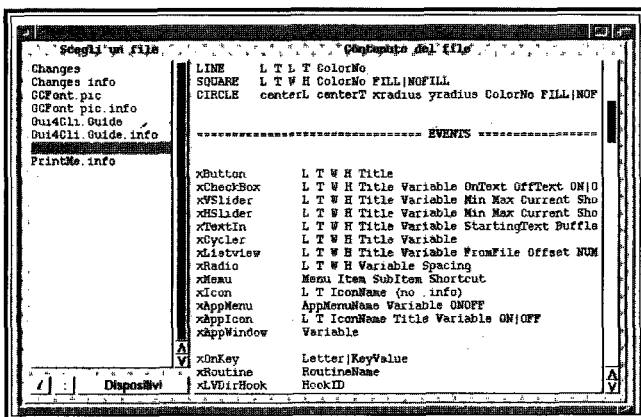 Scegli un file
Contenuto del file
Changes
Changes info
GCFont.pic
GCFont pic.info
Gui4Cli.Guide
Gui4Cli.Guide.info
PrintMe.info
/ : Dispositivi
LINE L T L T ColorNo
SQUARE L T W H ColorNo FILL|NOFILL
CIRCLE centerL centerT xradius yradius ColorNo FILL|NOF
============================ EVENTS ===============
xButton L T W H Title
xCheckBox L T W H Title Variable OnText OffText ON|O
xVSlider L T W H Title Variable Min Max Current Sho
xHSlider L T W H Title Variable Min Max Current Sho
xTextIn L T W H Title Variable StartingText Buffle
xCycler L T W H Title Variable
xListview L T W H Title Variable FromFile Offset NUM
xRadio L T W H Variable Spacing
xMenu Menu Item SubItem Shortcut
xIcon L T IconName (no .info)
xAppMenu AppMenuName Variable ONOFF
xAppIcon L T IconName Title Variable ON|OFF
xAppWindow Variable
xOnKey Letter|KeyValue
xRoutine RoutineName
xLVDirHook HookID